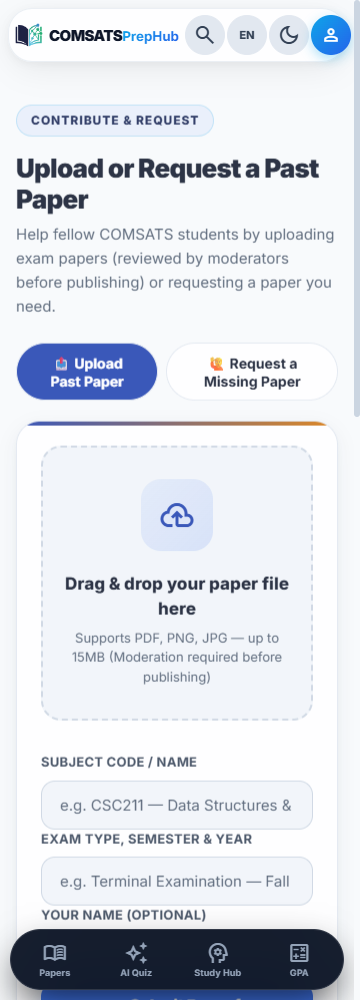 COMSATSPrepHub
EN
CONTRIBUTE & REQUEST
Upload or Request a Past
Paper
Help fellow COMSATS students by uploading
exam papers (reviewed by moderators
before publishing) or requesting a paper you
need.
Upload
Past Paper
Request a
Missing Paper
Drag & drop your paper file
here
Supports PDF, PNG, JPG — up to
15MB (Moderation required before
publishing)
SUBJECT CODE / NAME
e.g. CSC211 — Data Structures &
EXAM TYPE, SEMESTER & YEAR
e.g. Terminal Examination — Fall
YOUR NAME (OPTIONAL)
Papers
AI Quiz
Study Hub
GPA